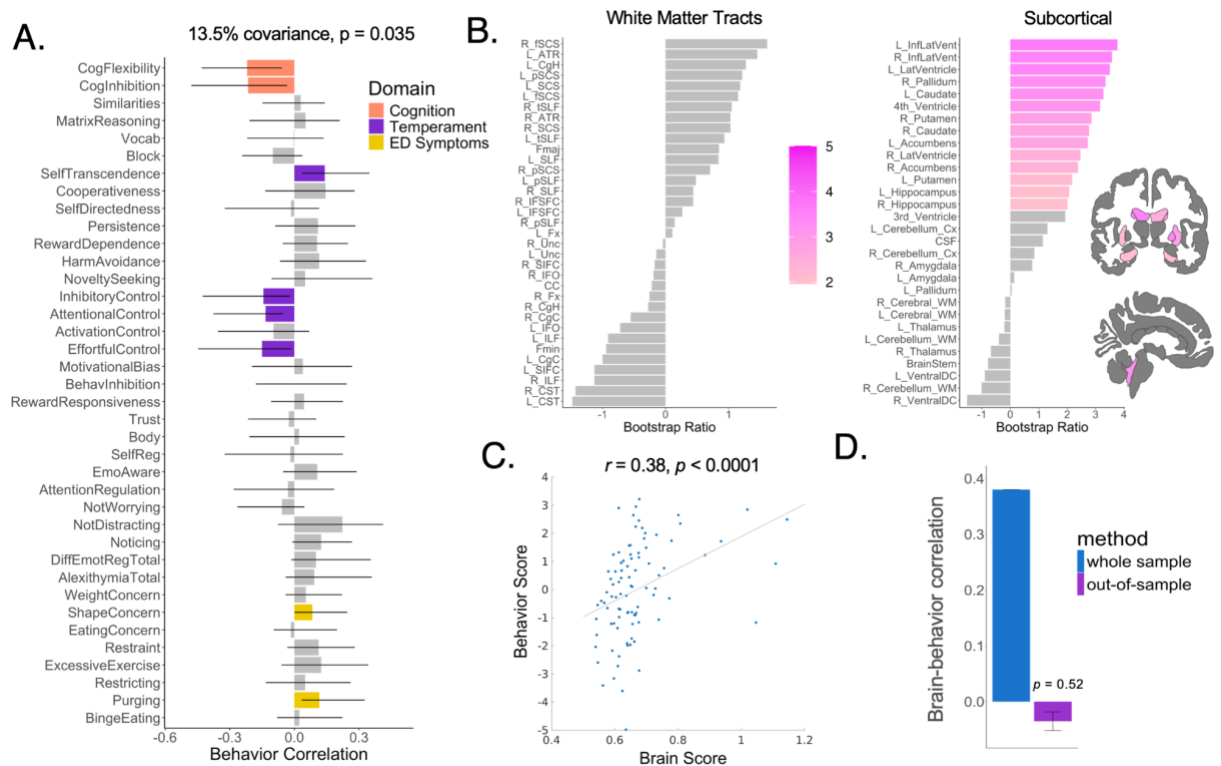 A.
13.5% covariance, p = 0.035
CogFlexibility
CogInhibition
Similarities
MatrixReasoning
Vocab
Block
SelfTranscendence
Cooperativeness
SelfDirectedness
Persistence
RewardDependence
HarmAvoidance
NoveltySeeking
InhibitoryControl
AttentionalControl
ActivationControl
EffortfulControl
MotivationalBias
BehavInhibition
RewardResponsiveness
Trust
Body
SelfReg
EmoAware
AttentionRegulation
NotWorrying
NotDistracting
Noticing
DiffEmotRegTotal
AlexithymiaTotal
WeightConcern
ShapeConcern
EatingConcern
Restraint
ExcessiveExercise
Restricting
Purging
BingeEating
-0.6 -0.3 0.0 0.3
Behavior Correlation
Domain
Cognition
Temperament
ED Symptoms
B.
White Matter Tracts
R_fSCS
L_ATR
L_CgH
L_pSCS
L_SCS
L_fSCS
R_tSLF
R_ATR
R_SCS
L_tSLF
Fmaj
L_SLF
R_pSCS
L_pSLF
R_SLF
R_IFSFC
L_IFSFC
R_pSLF
L_Fx
R_Unc
L_Unc
R_SIFC
R_IFO
CC
R_Fx
R_CgH
R_CgC
L_IFO
L_ILF
Fmin
L_CgC
L_SIFC
R_ILF
R_CST
L_CST
-1 0 1
Bootstrap Ratio
5
4
3
2
Subcortical
L_InfLatVent
R_InfLatVent
L_LatVentricle
R_Pallidum
L_Caudate
4th_Ventricle
R_Putamen
R_Caudate
L_Accumbens
R_LatVentricle
R_Accumbens
L_Putamen
L_Hippocampus
R_Hippocampus
3rd_Ventricle
L_Cerebellum_Cx
CSF
R_Cerebellum_Cx
R_Amygdala
L_Amygdala
L_Pallidum
R_Cerebral_WM
L_Cerebral_WM
L_Thalamus
L_Cerebellum_WM
R_Thalamus
BrainStem
L_VentralDC
R_Cerebellum_WM
R_VentralDC
-1 0 1 2 3 4
Bootstrap Ratio
C.
r = 0.38, p < 0.0001
4
3
2
1
0
-1
-2
-3
-4
-5
Behavior Score
0.4 0.6 0.8 1 1.2
Brain Score
D.
0.4
0.3
0.2
0.1
0.0
Brain-behavior correlation
p = 0.52
method
whole sample
out-of-sample